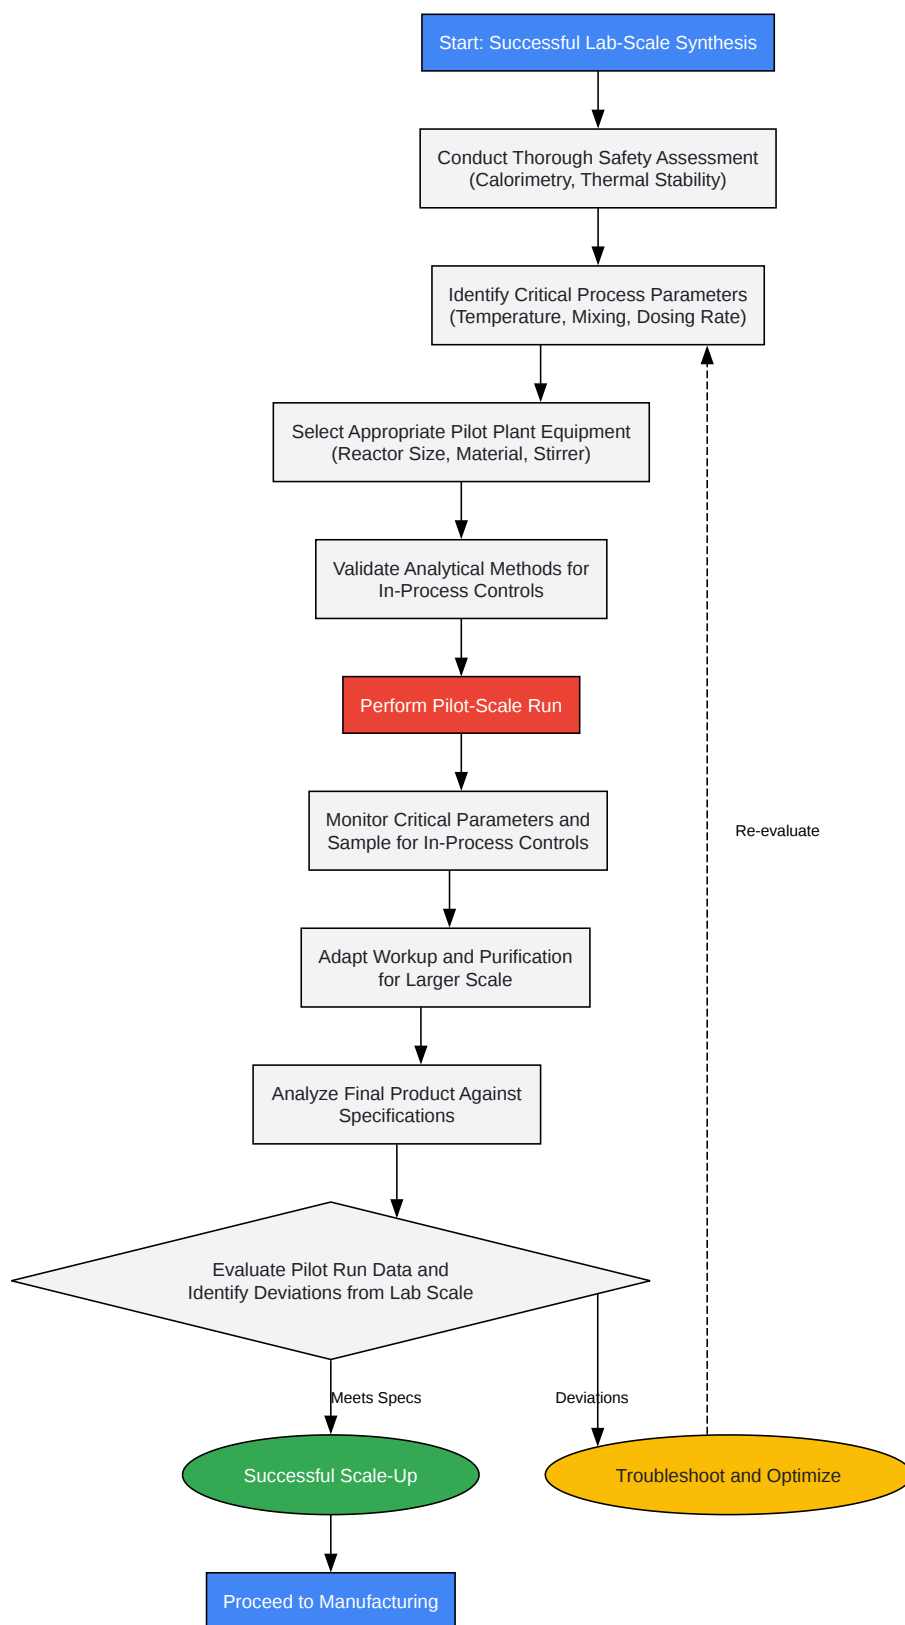 Start: Successful Lab-Scale Synthesis
Conduct Thorough Safety Assessment
(Calorimetry, Thermal Stability)
Identify Critical Process Parameters
(Temperature, Mixing, Dosing Rate)
Select Appropriate Pilot Plant Equipment
(Reactor Size, Material, Stirrer)
Validate Analytical Methods for
In-Process Controls
Perform Pilot-Scale Run
Monitor Critical Parameters and
Sample for In-Process Controls
Re-evaluate
Adapt Workup and Purification
for Larger Scale
Analyze Final Product Against
Specifications
Evaluate Pilot Run Data and
Identify Deviations from Lab Scale
Meets Specs
Deviations
Successful Scale-Up
Troubleshoot and Optimize
Proceed to Manufacturing